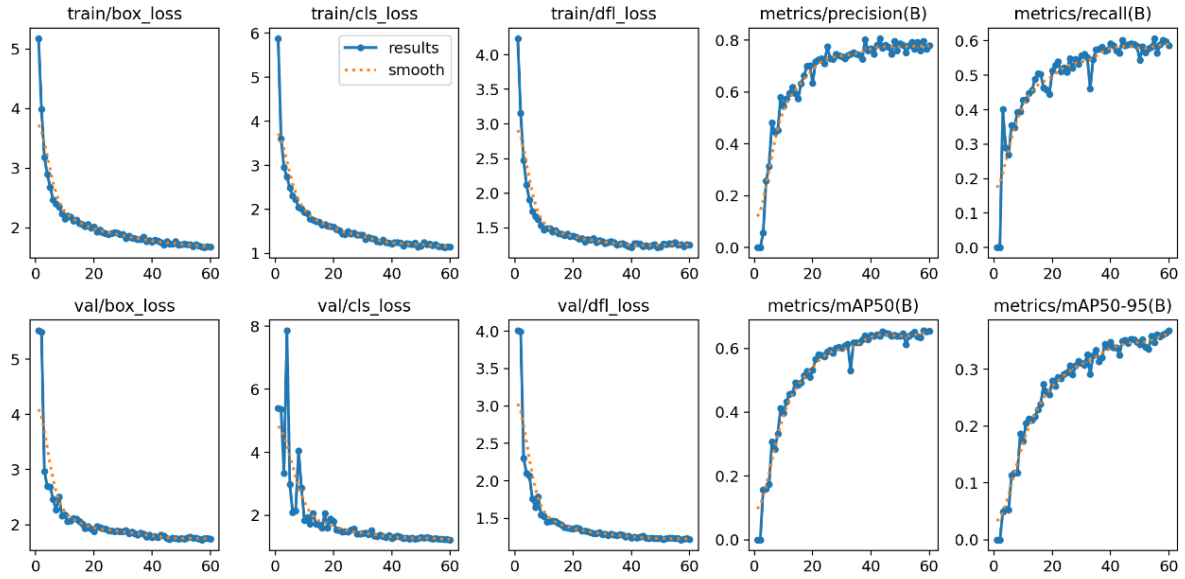 train/box_loss
train/cls_loss
train/dfl_loss
metrics/precision(B)
metrics/recall(B)
5
4
3
2
0 20 40 60
6
5
4
3
2
1
results
smooth
0 20 40 60
4.0
3.5
3.0
2.5
2.0
1.5
0 20 40 60
0.8
0.6
0.4
0.2
0.0
0 20 40 60
0.6
0.5
0.4
0.3
0.2
0.1
0.0
0 20 40 60
val/box_loss
val/cls_loss
val/dfl_loss
metrics/mAP50(B)
metrics/mAP50-95(B)
5
4
3
2
0 20 40 60
8
6
4
2
0 20 40 60
4.0
3.5
3.0
2.5
2.0
1.5
0 20 40 60
0.6
0.4
0.2
0.0
0 20 40 60
0.3
0.2
0.1
0.0
0 20 40 60